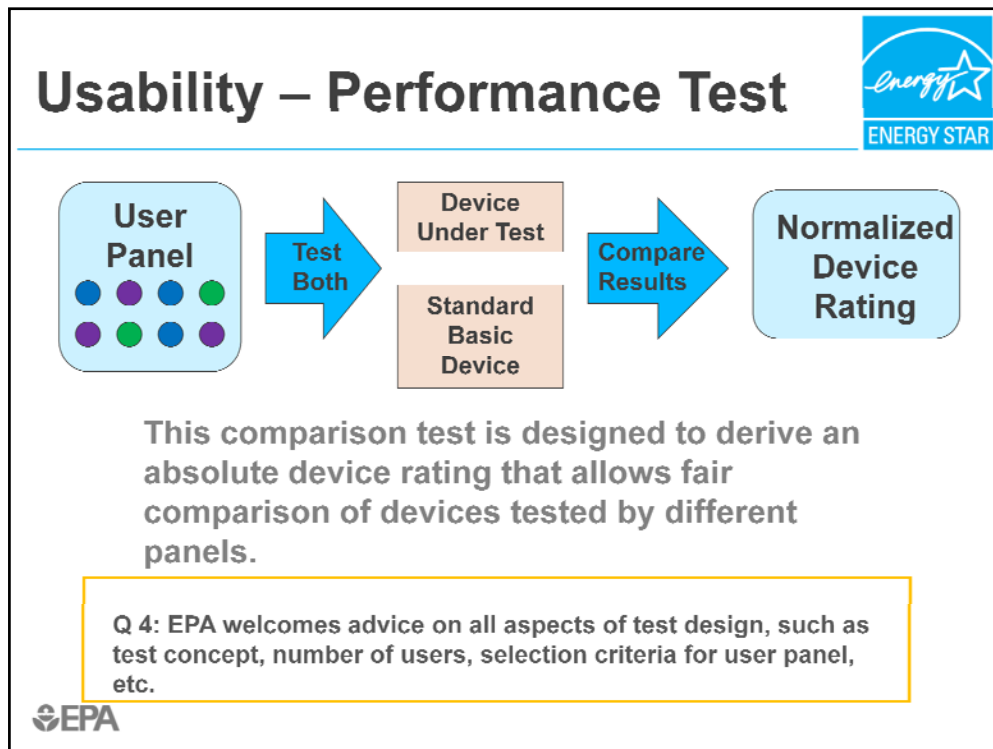 Usability – Performance Test
energy
ENERGY STAR
User
Panel
Test
Both
Device
Under Test
Standard
Basic
Device
Compare
Results
Normalized
Device
Rating
This comparison test is designed to derive an
absolute device rating that allows fair
comparison of devices tested by different
panels.
Q 4: EPA welcomes advice on all aspects of test design, such as
test concept, number of users, selection criteria for user panel,
etc.
EPA